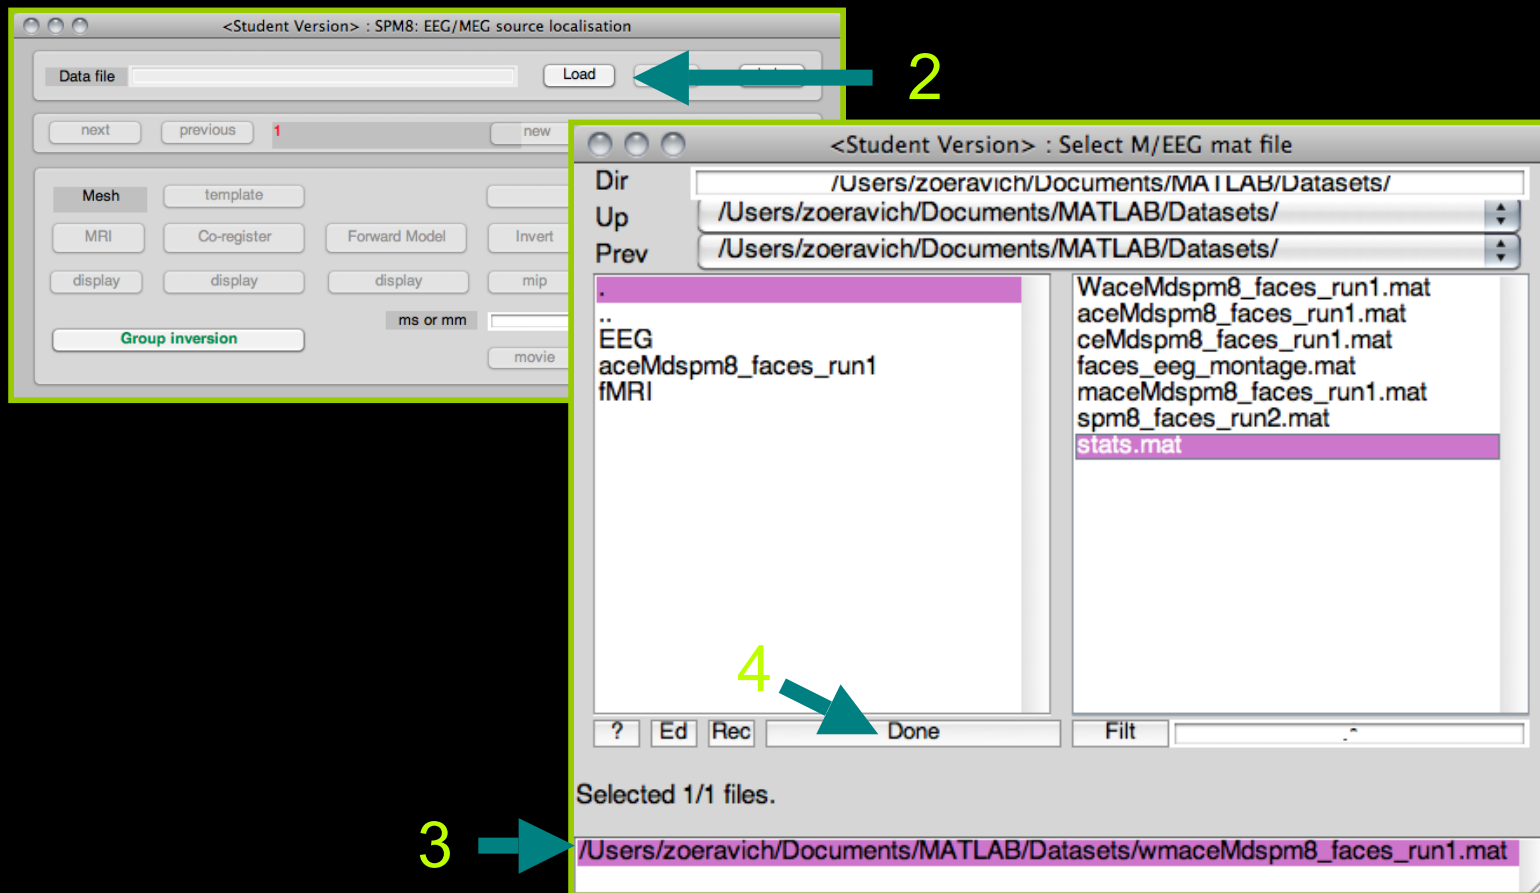 <Student Version> : SPM8: EEG/MEG source localisation
Data file
Load
2
next
previous
1
new
Mesh
template
MRI
Co-register
Forward Model
Invert
display
display
display
mip
ms or mm
Group inversion
movie
<Student Version> : Select M/EEG mat file
Dir
/Users/zoeravich/Documents/MATLAB/Datasets/
Up
/Users/zoeravich/Documents/MATLAB/Datasets/
Prev
/Users/zoeravich/Documents/MATLAB/Datasets/
.
..
EEG
aceMdspm8_faces_run1
fMRI
WaceMdspm8_faces_run1.mat
aceMdspm8_faces_run1.mat
ceMdspm8_faces_run1.mat
faces_eeg_montage.mat
maceMdspm8_faces_run1.mat
spm8_faces_run2.mat
stats.mat
4
?
Ed
Rec
Done
Filt
Selected 1/1 files.
3
/Users/zoeravich/Documents/MATLAB/Datasets/wmaceMdspm8_faces_run1.mat